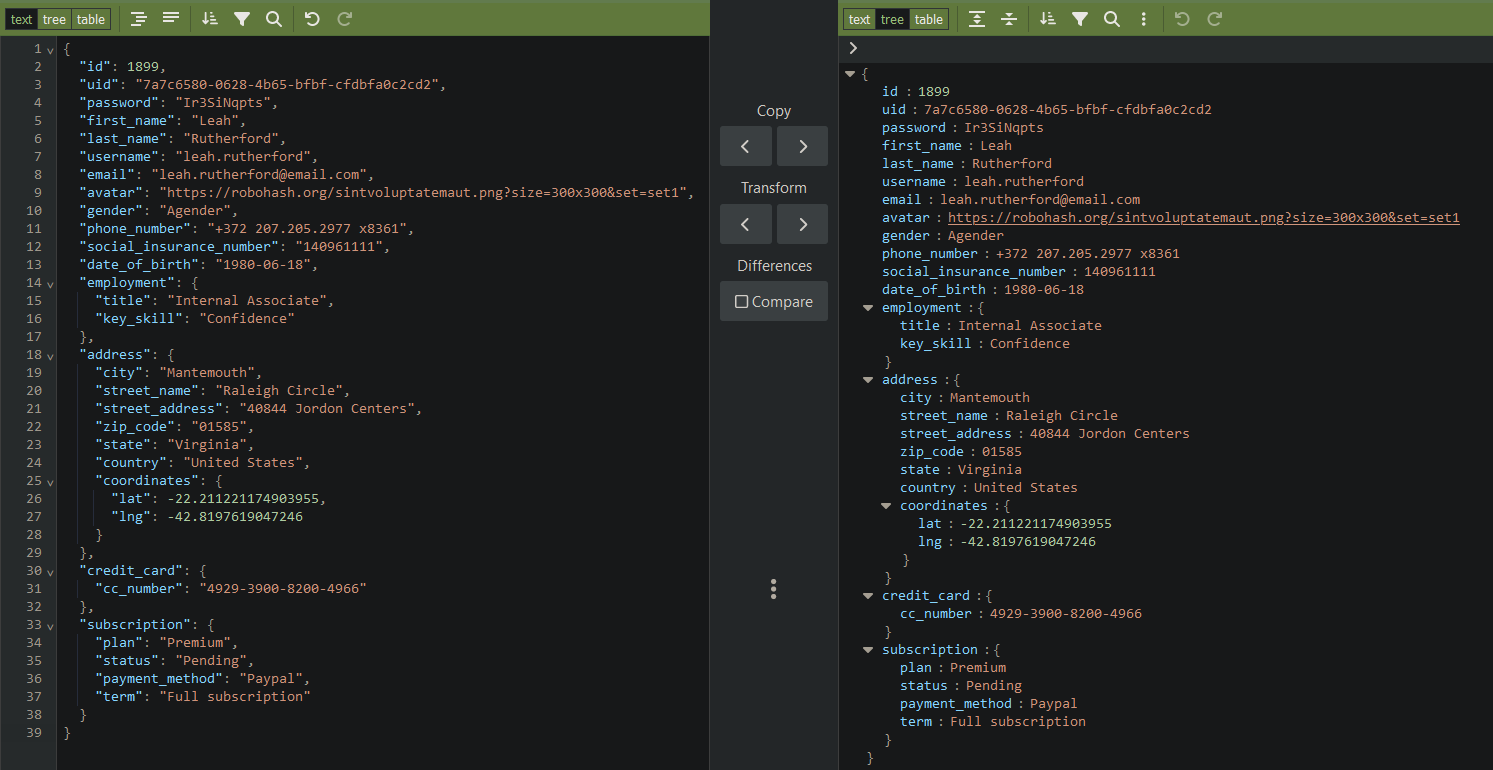 text tree table
1 {
2 "id": 1899,
3 "uid": "7a7c6580-0628-4b65-bfbf-cfdbfa0c2cd2",
4 "password": "Ir3SiNqpts",
5 "first_name": "Leah",
6 "last_name": "Rutherford",
7 "username": "leah.rutherford",
8 "email": "leah.rutherford@email.com",
9 "avatar": "https://robohash.org/sintvoluptatemaut.png?size=300x300&set=set1",
10 "gender": "Agender",
11 "phone_number": "+372 207.205.2977 x8361",
12 "social_insurance_number": "140961111",
13 "date_of_birth": "1980-06-18",
14 "employment": {
15 "title": "Internal Associate",
16 "key_skill": "Confidence"
17 },
18 "address": {
19 "city": "Mantemouth",
20 "street_name": "Raleigh Circle",
21 "street_address": "40844 Jordon Centers",
22 "zip_code": "01585",
23 "state": "Virginia",
24 "country": "United States",
25 "coordinates": {
26 "lat": -22.211221174903955,
27 "lng": -42.8197619047246
28 }
29 },
30 "credit_card": {
31 "cc_number": "4929-3900-8200-4966"
32 },
33 "subscription": {
34 "plan": "Premium",
35 "status": "Pending",
36 "payment_method": "Paypal",
37 "term": "Full subscription"
38 }
39 }
Copy
Transform
Differences
Compare
text tree table
{
id : 1899
uid : 7a7c6580-0628-4b65-bfbf-cfdbfa0c2cd2
password : Ir3SiNqpts
first_name : Leah
last_name : Rutherford
username : leah.rutherford
email : leah.rutherford@email.com
avatar : https://robohash.org/sintvoluptatemaut.png?size=300x300&set=set1
gender : Agender
phone_number : +372 207.205.2977 x8361
social_insurance_number : 140961111
date_of_birth : 1980-06-18
employment : {
title : Internal Associate
key_skill : Confidence
}
address : {
city : Mantemouth
street_name : Raleigh Circle
street_address : 40844 Jordon Centers
zip_code : 01585
state : Virginia
country : United States
coordinates : {
lat : -22.211221174903955
lng : -42.8197619047246
}
}
credit_card : {
cc_number : 4929-3900-8200-4966
}
subscription : {
plan : Premium
status : Pending
payment_method : Paypal
term : Full subscription
}
}